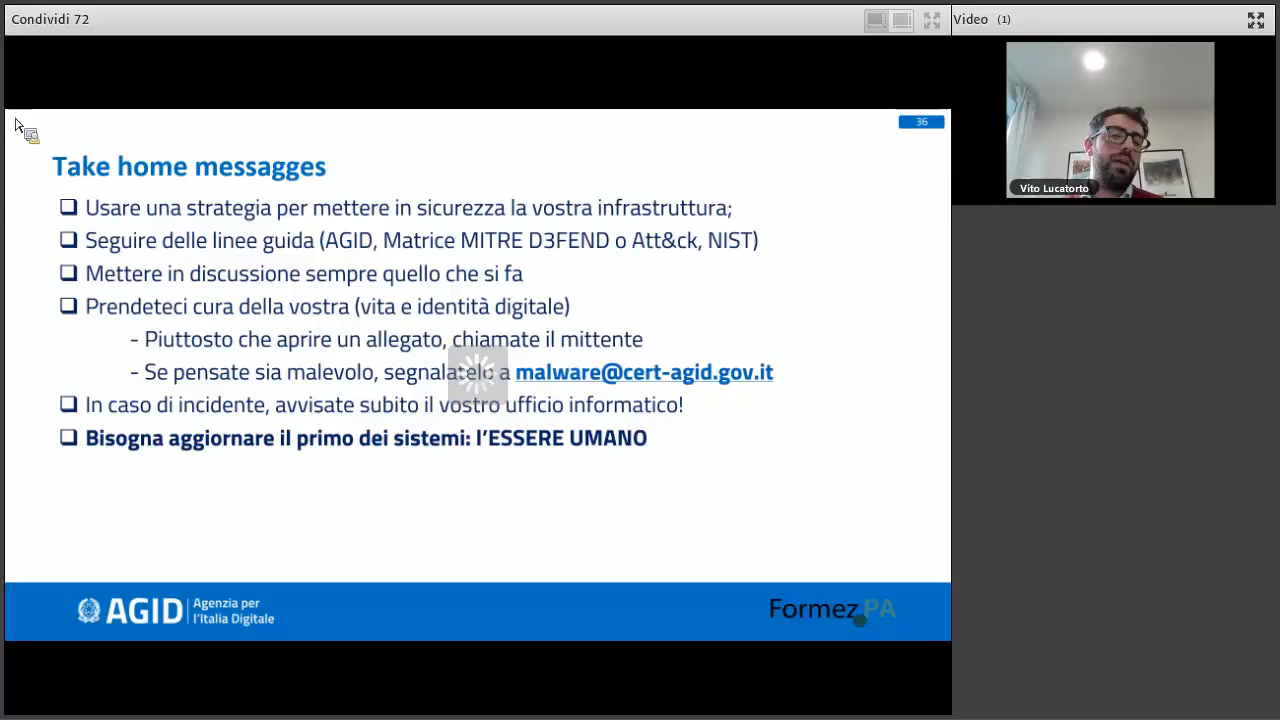 Condividi 72
Video (1)
36
Vito Lucatorto
Take home messagges
Usare una strategia per mettere in sicurezza la vostra infrastruttura;
Seguire delle linee guida (AGID, Matrice MITRE D3FEND o Att&ck, NIST)
Mettere in discussione sempre quello che si fa
Prendeteci cura della vostra (vita e identità digitale)
- Piuttosto che aprire un allegato, chiamate il mittente
- Se pensate sia malevolo, segnalatelo a malware@cert-agid.gov.it
In caso di incidente, avvisate subito il vostro ufficio informatico!
Bisogna aggiornare il primo dei sistemi: l'ESSERE UMANO
AGID
Agenzia per
l'Italia Digitale
Formez PA